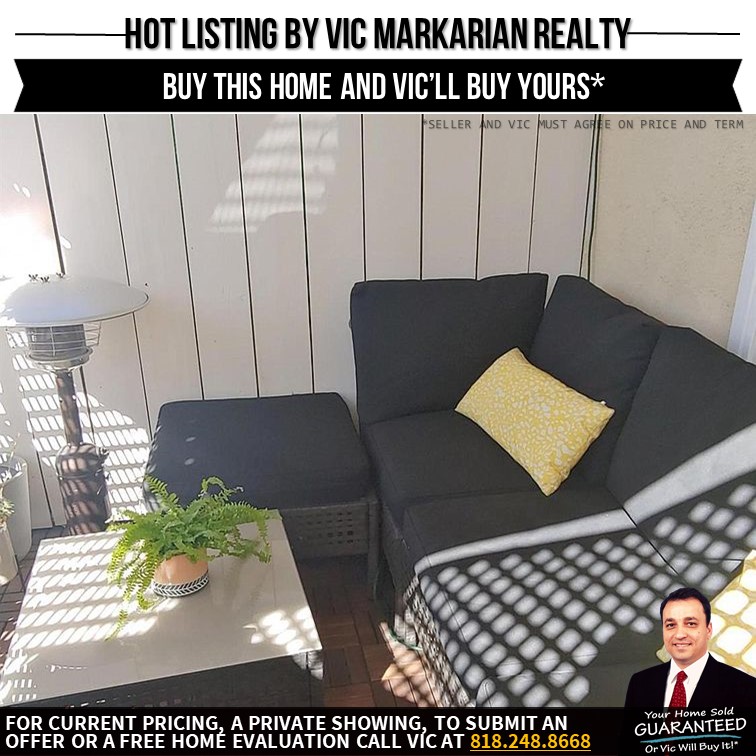 HOT LISTING BY VIC MARKARIAN REALTY
BUY THIS HOME AND VIC'LL BUY YOURS*
*SELLER AND VIC MUST AGREE ON PRICE AND TERM
FOR CURRENT PRICING, A PRIVATE SHOWING, TO SUBMIT AN
OFFER OR A FREE HOME EVALUATION CALL VIC AT 818.248.8668
Your Home Sold
GUARANTEED
Or Vic Will Buy It!